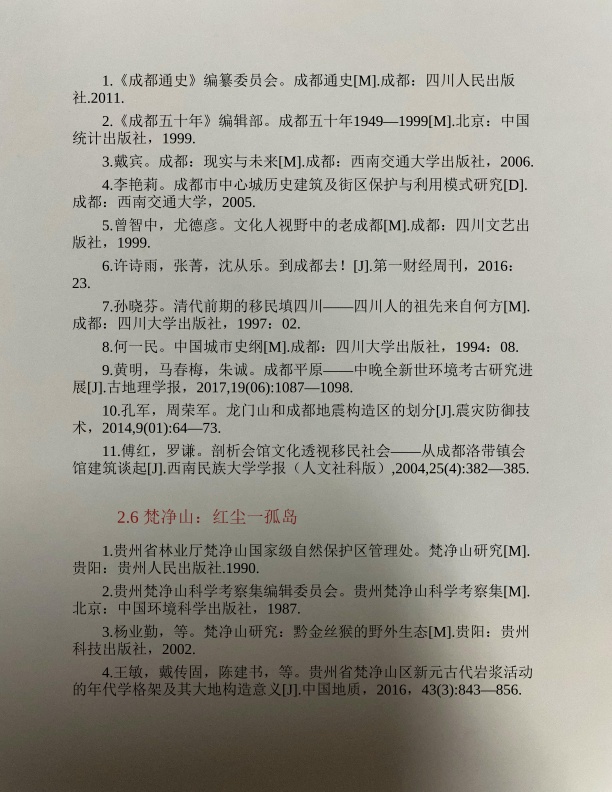 1.《成都通史》编纂委员会。成都通史[M].成都：四川人民出版
社.2011.
2.《成都五十年》编辑部。成都五十年1949—1999[M].北京：中国
统计出版社，1999.
3.戴宾。成都：现实与未来[M].成都：西南交通大学出版社，2006.
4.李艳莉。成都市中心城历史建筑及街区保护与利用模式研究[D].
成都：西南交通大学，2005.
5.曾智中，尤德彦。文化人视野中的老成都[M].成都：四川文艺出
版社，1999.
6.许诗雨，张菁，沈从乐。到成都去！[J].第一财经周刊，2016：
23.
7.孙晓芬。清代前期的移民填四川——四川人的祖先来自何方[M].
成都：四川大学出版社，1997：02.
8.何一民。中国城市史纲[M].成都：四川大学出版社，1994：08.
9.黄明，马春梅，朱诚。成都平原——中晚全新世环境考古研究进
展[J].古地理学报，2017,19(06):1087—1098.
10.孔军，周荣军。龙门山和成都地震构造区的划分[J].震灾防御技
术，2014,9(01):64—73.
11.傅红，罗谦。剖析会馆文化透视移民社会——从成都洛带镇会
馆建筑谈起[J].西南民族大学学报（人文社科版）,2004,25(4):382—385.
2.6 梵净山：红尘一孤岛
1.贵州省林业厅梵净山国家级自然保护区管理处。梵净山研究[M].
贵阳：贵州人民出版社.1990.
2.贵州梵净山科学考察集编辑委员会。贵州梵净山科学考察集[M].
北京：中国环境科学出版社，1987.
3.杨业勤，等。梵净山研究：黔金丝猴的野外生态[M].贵阳：贵州
科技出版社，2002.
4.王敏，戴传固，陈建书，等。贵州省梵净山区新元古代岩浆活动
的年代学格架及其大地构造意义[J].中国地质，2016，43(3):843—856.